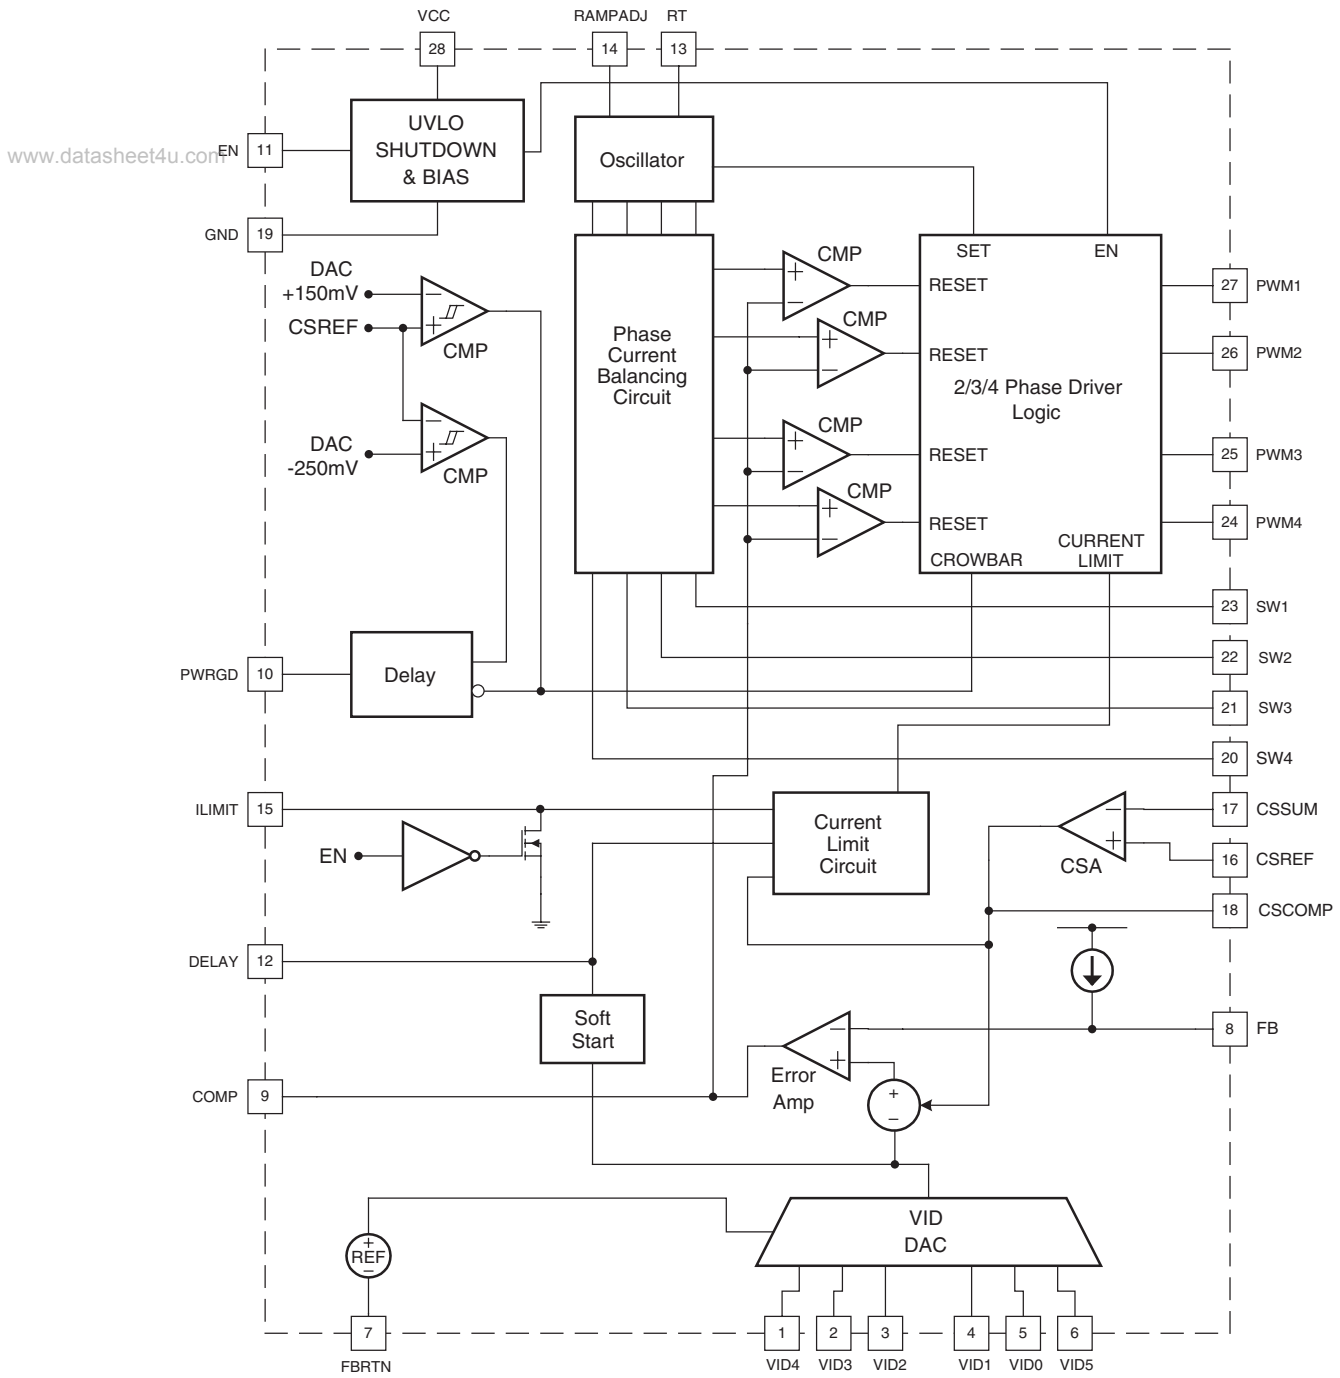 VCC
RAMPADJ
RT
28
14
13
www.datasheet4u.com
EN
11
UVLO
SHUTDOWN
& BIAS
Oscillator
GND
19
DAC
+150mV
CSREF
−
+
CMP
DAC
-250mV
−
+
CMP
Phase
Current
Balancing
Circuit
CMP
+
−
CMP
+
−
CMP
+
−
CMP
+
−
SET
EN
RESET
RESET
2/3/4 Phase Driver
Logic
RESET
RESET
CROWBAR
CURRENT
LIMIT
27
PWM1
26
PWM2
25
PWM3
24
PWM4
23
SW1
22
SW2
21
SW3
20
SW4
PWRGD
10
Delay
ILIMIT
15
EN
Current
Limit
Circuit
−
+
CSA
17
CSSUM
16
CSREF
18
CSCOMP
DELAY
12
Soft
Start
−
+
Error
Amp
+
−
8
FB
COMP
9
VID
DAC
+
REF
−
7
1
2
3
4
5
6
FBRTN
VID4
VID3
VID2
VID1
VID0
VID5